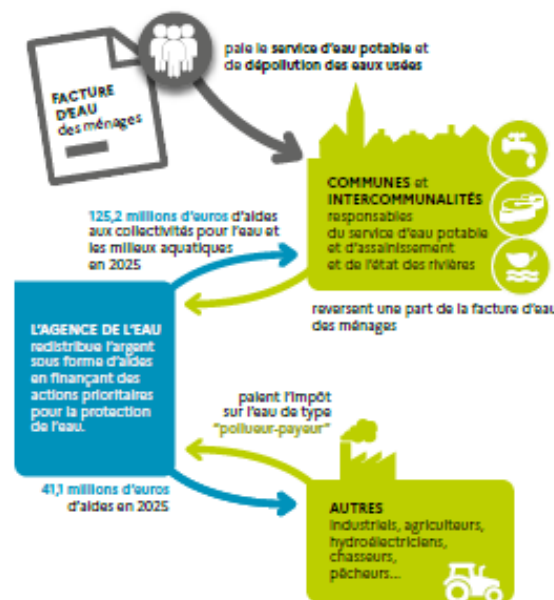 paie le service d'eau potable et
de dépollution des eaux usées
FACTURE
D'EAU
des ménages
COMMUNES et
INTERCOMMUNALITÉS
responsables
du service d'eau potable
et d'assainissement
et de l'état des rivières
125,2 millions d'euros d'aides
aux collectivités pour l'eau et
les milieux aquatiques
en 2025
reversent une part de la facture d'eau
des ménages
L'AGENCE DE L'EAU
redistribue l'argent
sous forme d'aides
en finançant des
actions prioritaires
pour la protection
de l'eau.
paient l'impôt
sur l'eau de type
"pollueur-payeur"
41,1 millions d'euros
d'aides en 2025
AUTRES
industriels, agriculteurs,
hydroélectriciens,
chasseurs,
pêcheurs...